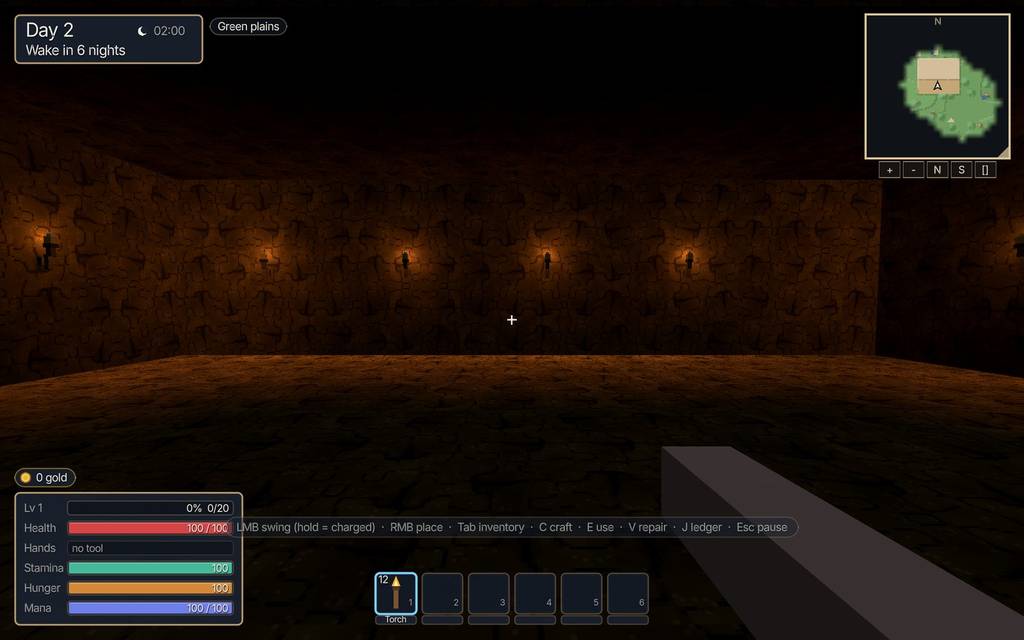 Day 2
02:00
Wake in 6 nights
Green plains
N
+ - N S []
0 gold
Lv 1
0% 0/20
Health
100 / 100
LMB swing (hold = charged) · RMB place · Tab inventory · C craft · E use · V repair · J ledger · Esc pause
Hands
no tool
Stamina
100
Hunger
100
Mana
100 / 100
12
1
2
3
4
5
6
Torch